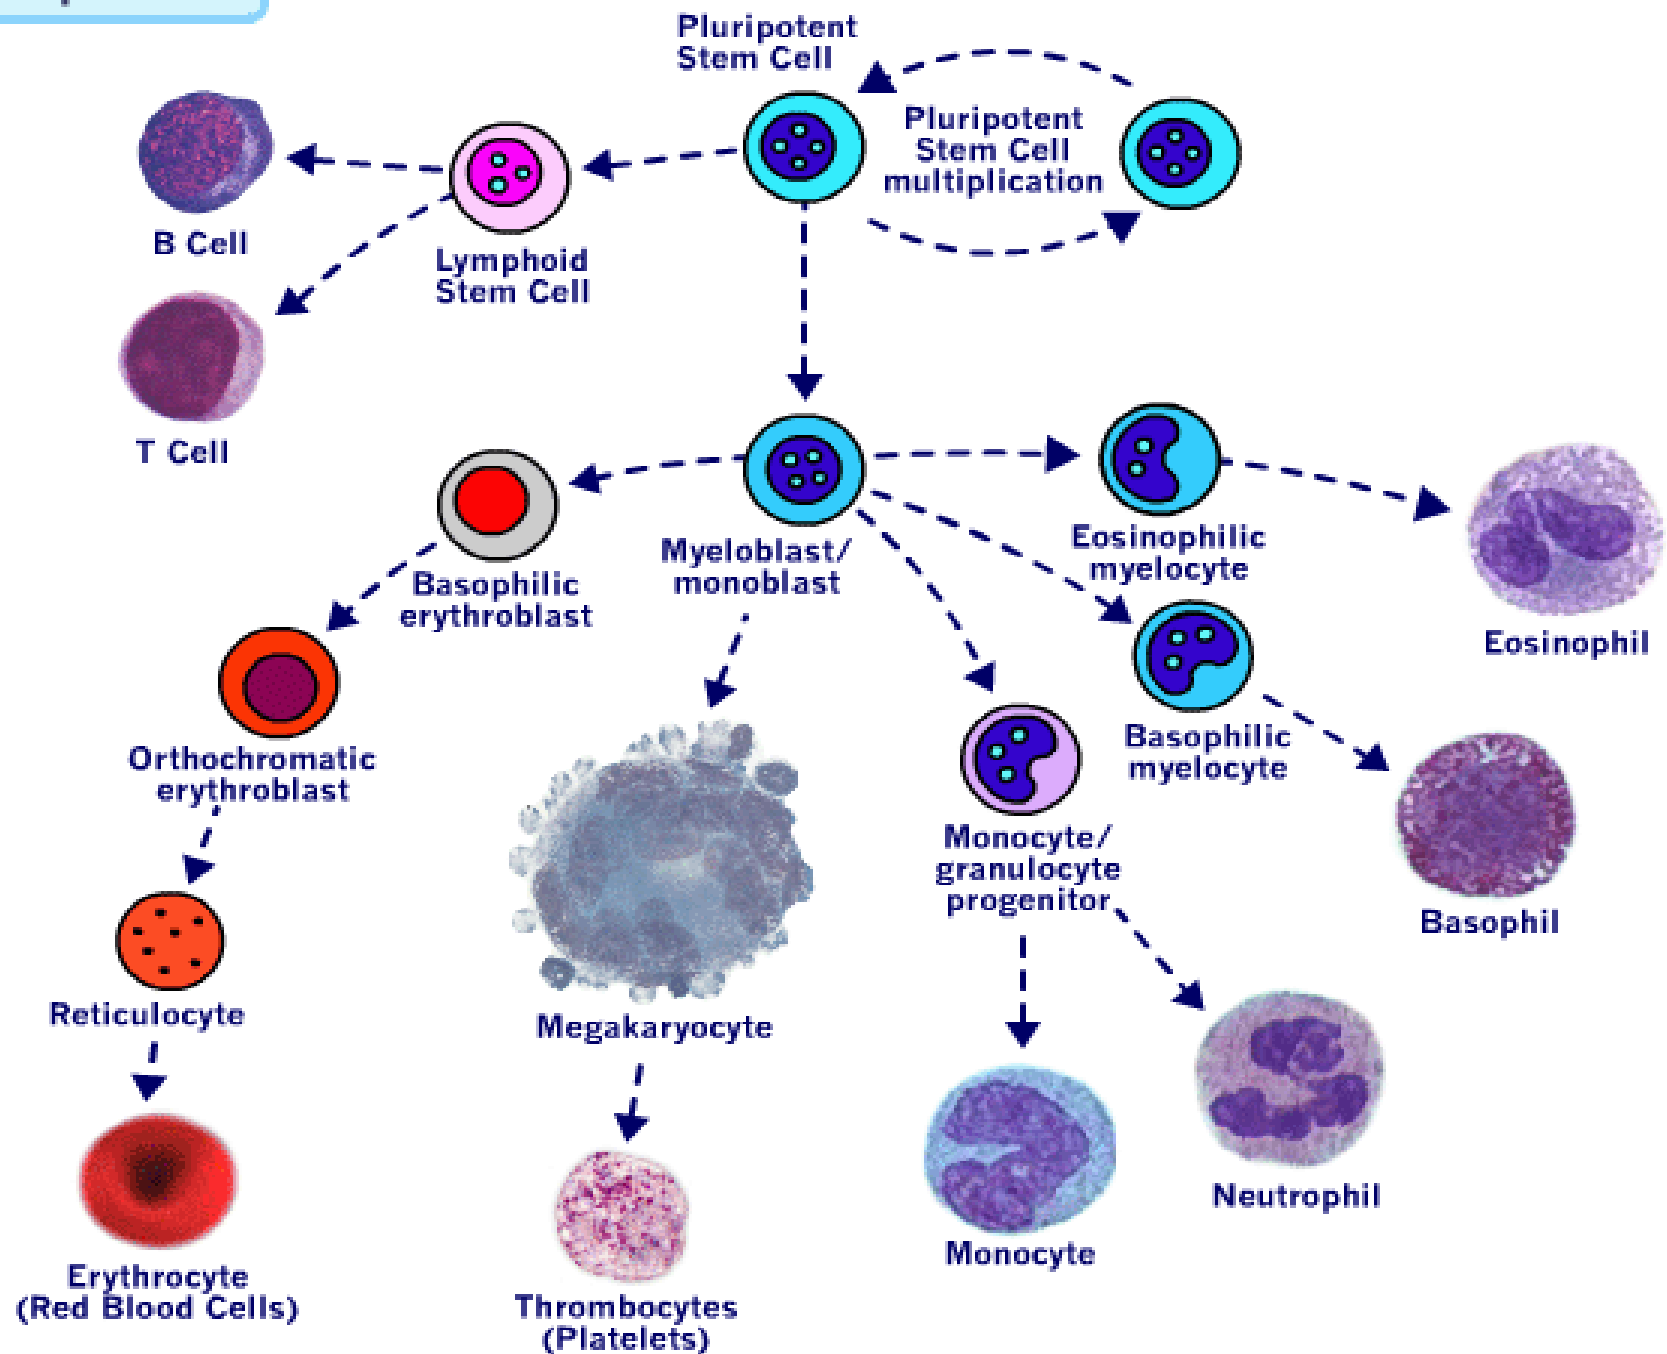 Pluripotent
Stem Cell
Pluripotent
Stem Cell
multiplication
B Cell
Lymphoid
Stem Cell
T Cell
Myeloblast/
monoblast
Eosinophilic
myelocyte
Basophilic
erythroblast
Eosinophil
Orthochromatic
erythroblast
Basophilic
myelocyte
Monocyte/
granulocyte
progenitor
Basophil
Reticulocyte
Megakaryocyte
Neutrophil
Monocyte
Erythrocyte
(Red Blood Cells)
Thrombocytes
(Platelets)